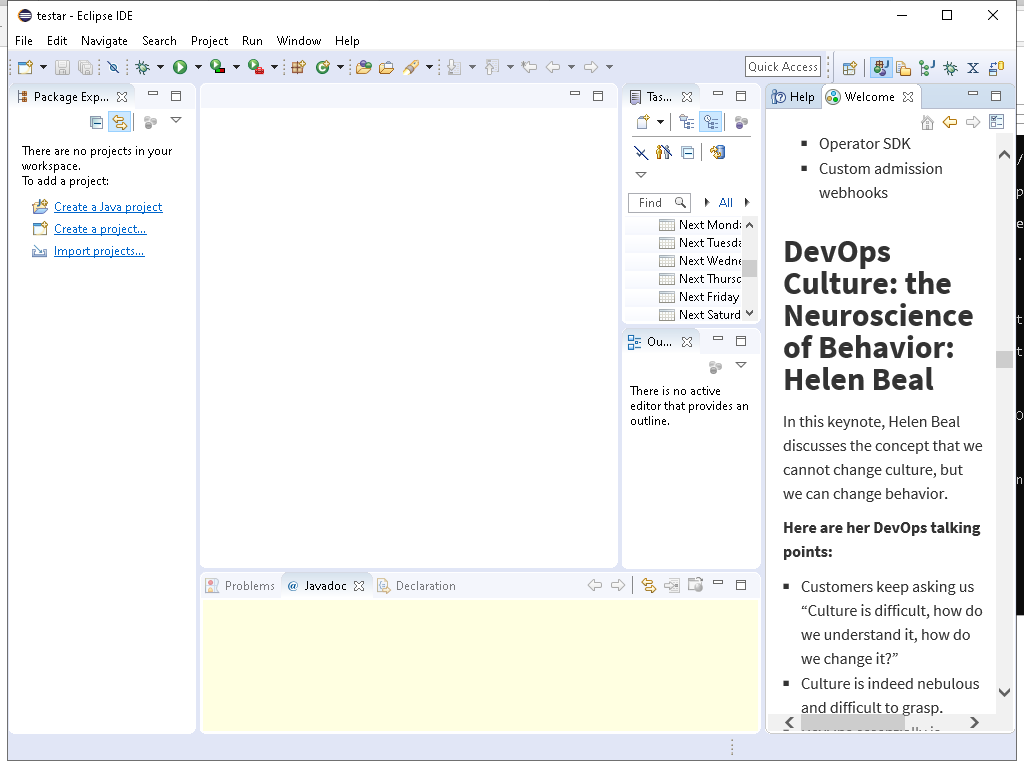 testar - Eclipse IDE
File Edit Navigate Search Project Run Window Help
Quick Access
Package Exp...
There are no projects in your
workspace.
To add a project:
Create a Java project
Create a project...
Import projects...
Tas...
Find
All
Next Tuesda
Next Wedne
Next Thursc
Next Friday
Next Saturd
Ou...
There is no active
editor that provides an
outline.
Problems @ Javadoc Declaration
Help Welcome
Operator SDK
Custom admission
webhooks
DevOps
Culture: the
Neuroscience
of Behavior:
Helen Beal
In this keynote, Helen Beal
discusses the concept that we
cannot change culture, but
we can change behavior.
Here are her DevOps talking
points:
Customers keep asking us
“Culture is difficult, how do
we understand it, how do
we change it?”
Culture is indeed nebulous
and difficult to grasp.